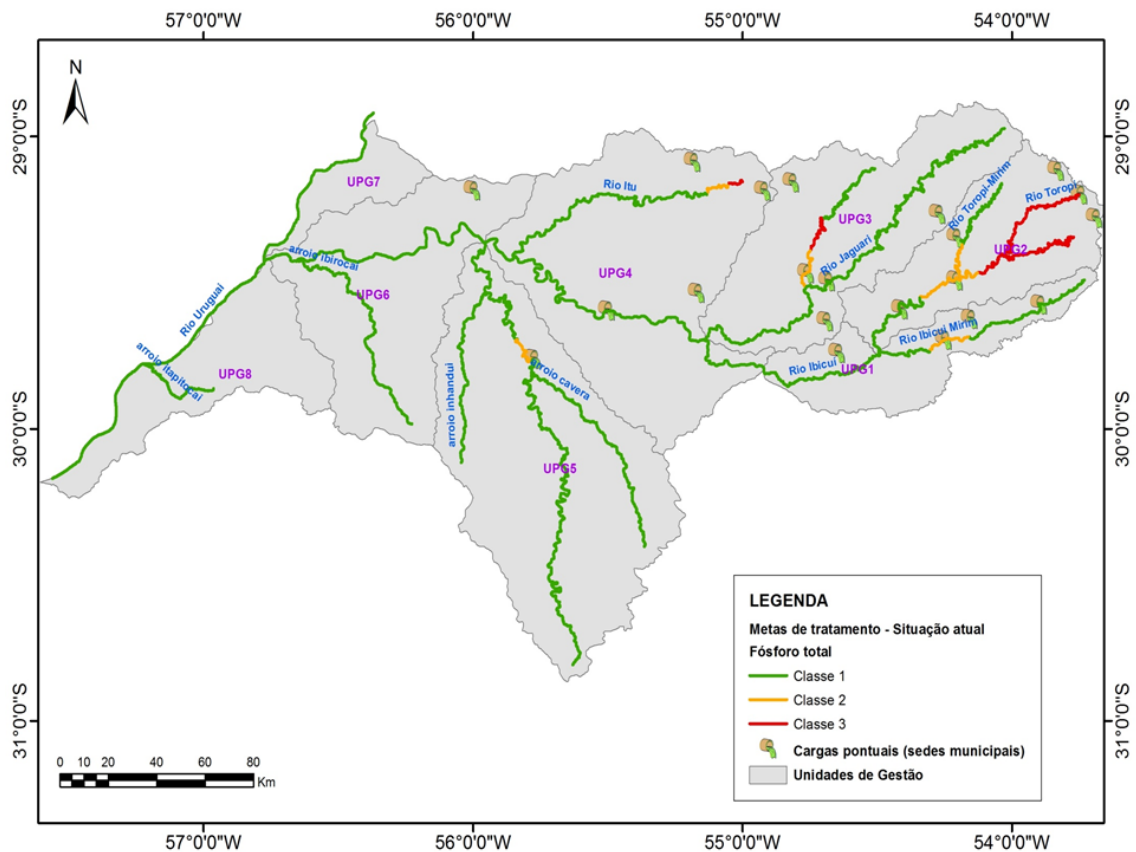 57°0'0"W
56°0'0"W
55°0'0"W
54°0'0"W
N
29°0'0"S
29°0'0"S
UPG7
Rio Itu
Rio Toropi-Mirim
Rio Toropi
UPG3
UPG2
arroio Ibirocai
Rio Jaguari
UPG4
UPG6
Rio Uruguai
Rio Ibicui Mirim
arroio itapitocai
UPG8
arroio cavera
Rio Ibicui
UPG1
arroio inhandui
30°0'0"S
30°0'0"S
UPG5
LEGENDA
Metas de tratamento - Situação atual
Fósforo total
Classe 1
Classe 2
Classe 3
Cargas pontuais (sedes municipais)
Unidades de Gestão
31°0'0"S
31°0'0"S
0 10 20 40 60 80
Km
57°0'0"W
56°0'0"W
55°0'0"W
54°0'0"W